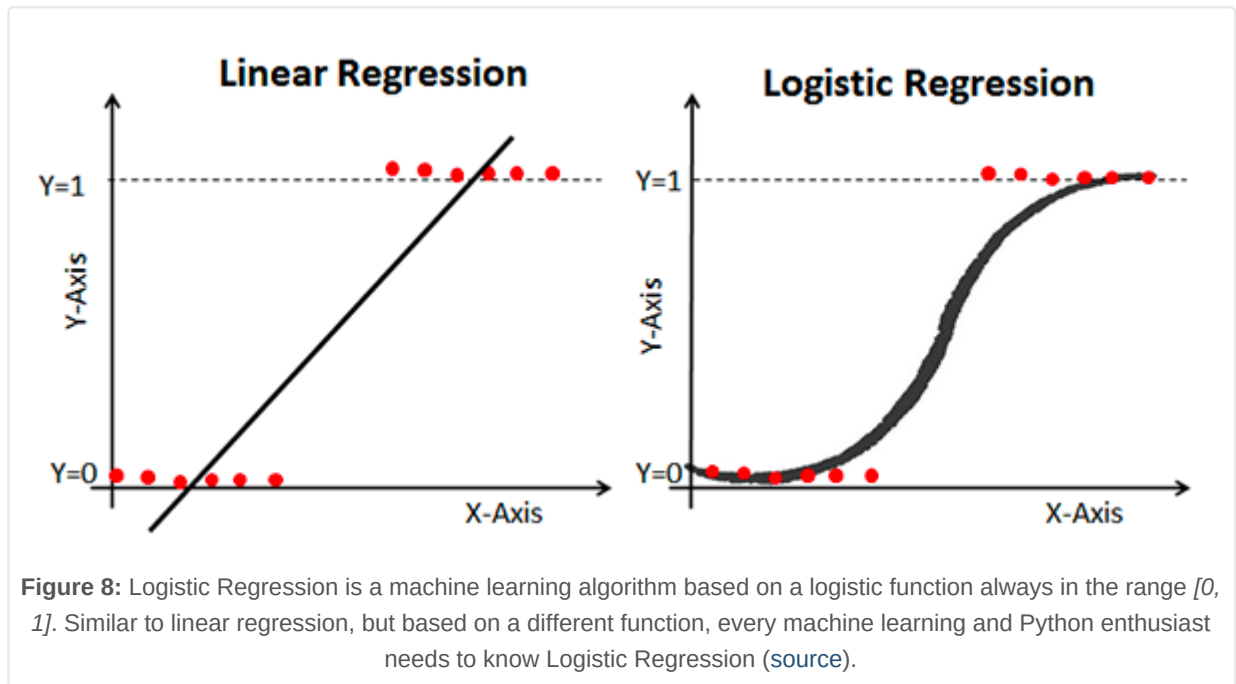 Linear Regression
Logistic Regression
Y=1
Y-Axis
Y=0
X-Axis
Y=1
Y-Axis
Y=0
X-Axis
Figure 8: Logistic Regression is a machine learning algorithm based on a logistic function always in the range [0,
1]. Similar to linear regression, but based on a different function, every machine learning and Python enthusiast
needs to know Logistic Regression (source).